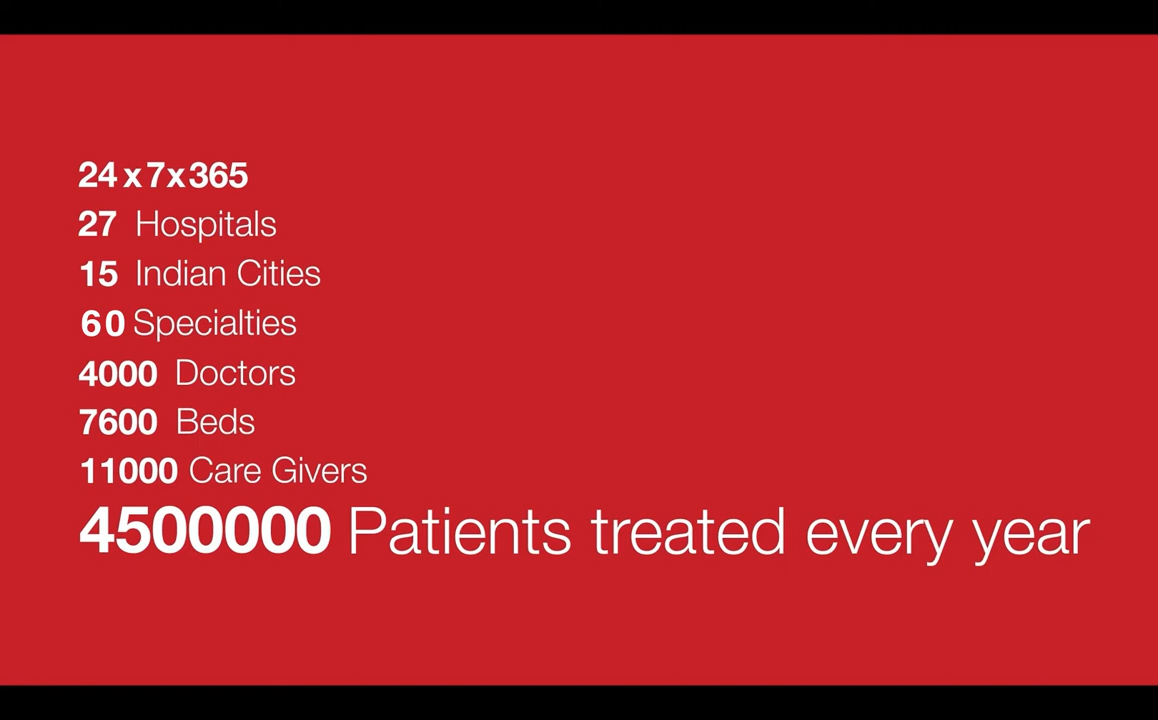 24x7x365
27 Hospitals
15 Indian Cities
60 Specialties
4000 Doctors
7600 Beds
11000 Care Givers
4500000 Patients treated every year